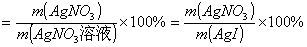 = m(AgNO₃) / m(AgNO₃溶液) ×100% = m(AgNO₃) / m(AgI) ×100%